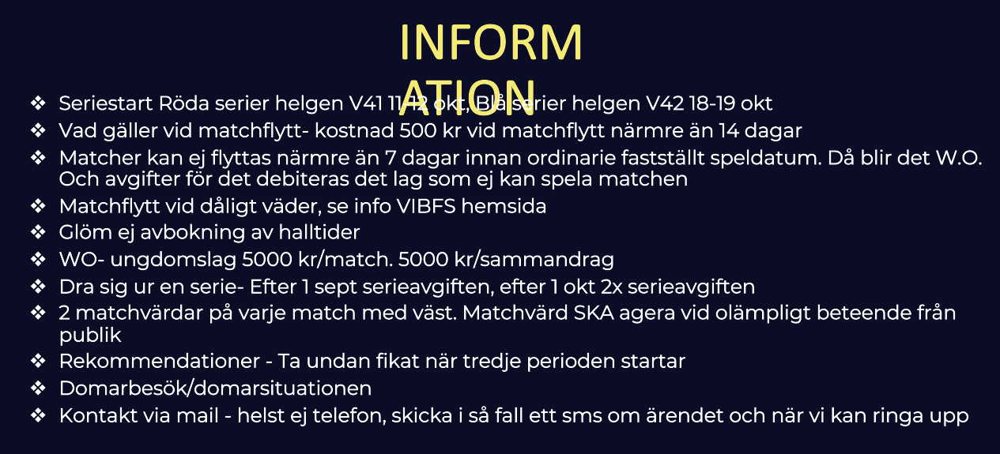 INFORM
ATION
❖ Seriestart Röda serier helgen V41 11-12 okt, Blå serier helgen V42 18-19 okt
❖ Vad gäller vid matchflytt- kostnad 500 kr vid matchflytt närmre än 14 dagar
❖ Matcher kan ej flyttas närmre än 7 dagar innan ordinarie fastställt speldatum. Då blir det W.O.
Och avgifter för det debiteras det lag som ej kan spela matchen
❖ Matchflytt vid dåligt väder, se info VIBFS hemsida
❖ Glöm ej avbokning av halltider
❖ WO- ungdomslag 5000 kr/match. 5000 kr/sammandrag
❖ Dra sig ur en serie- Efter 1 sept serieavgiften, efter 1 okt 2x serieavgiften
❖ 2 matchvärdar på varje match med väst. Matchvärd SKA agera vid olämpligt beteende från
publik
❖ Rekommendationer - Ta undan fikat när tredje perioden startar
❖ Domarbesök/domarsituationen
❖ Kontakt via mail - helst ej telefon, skicka i så fall ett sms om ärendet och när vi kan ringa upp